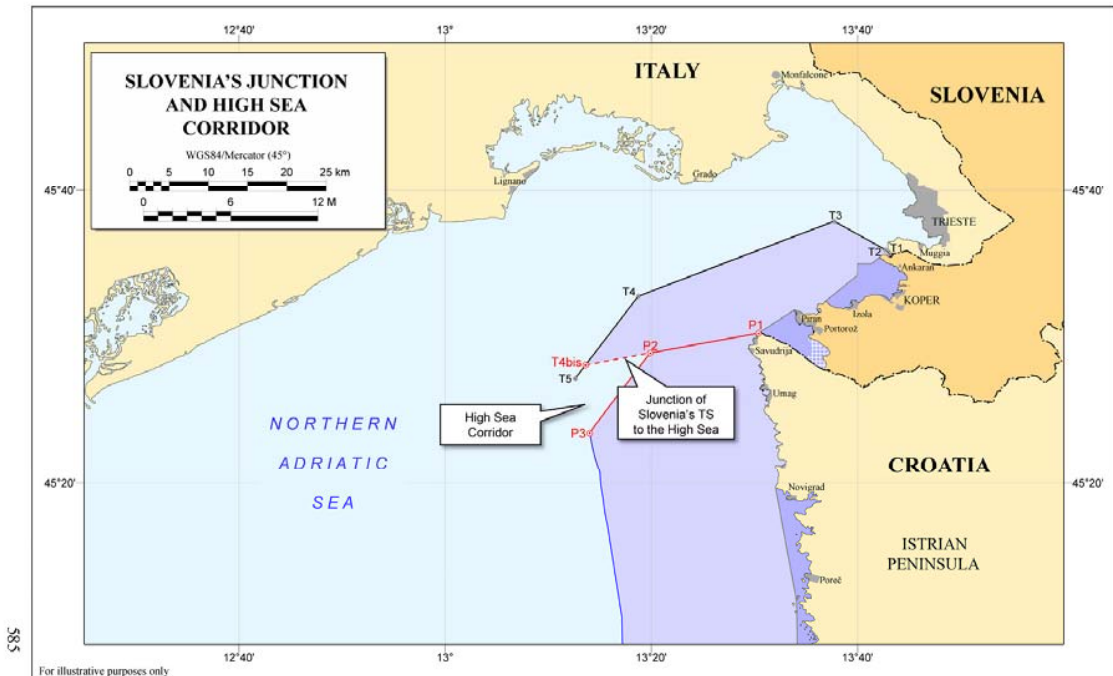 12°40'
13°
13°20'
13°40'
SLOVENIA'S JUNCTION
AND HIGH SEA
CORRIDOR
WGS84/Mercator (45°)
0 5 10 15 20 25 km
0 6 12 M
ITALY
Monfalcone
SLOVENIA
45°40'
Lignano
Grado
45°40'
T3
TRIESTE
T2
T1
Muggia
Ankaran
T4
KOPER
Izola
Piran
Portorož
P1
P2
Savudrija
T4bis
T5
Umag
High Sea
Corridor
Junction of
Slovenia's TS
to the High Sea
P3
NORTHERN
ADRIATIC
SEA
CROATIA
45°20'
Novigrad
45°20'
ISTRIAN
PENINSULA
Poreč
585
12°40'
13°
13°20'
13°40'
For illustrative purposes only